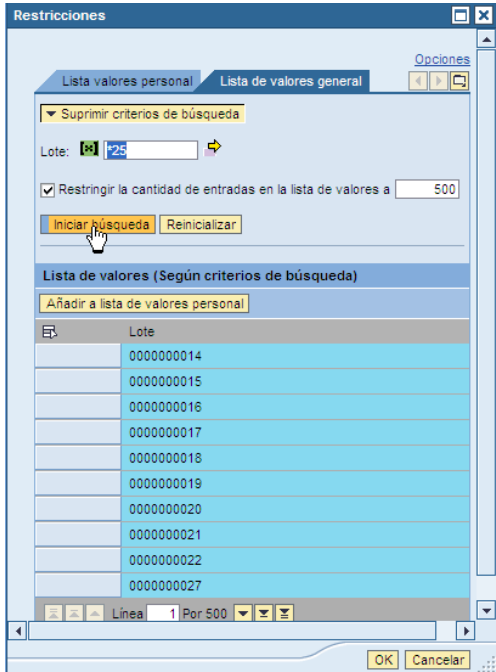 Restricciones
Opciones
Lista valores personal Lista de valores general
Suprimir criterios de búsqueda
Lote: *25
Restringir la cantidad de entradas en la lista de valores a 500
Iniciar búsqueda Reinicializar
Lista de valores (Según criterios de búsqueda)
Añadir a lista de valores personal
Lote
0000000014
0000000015
0000000016
0000000017
0000000018
0000000019
0000000020
0000000021
0000000022
0000000027
Línea 1 Por 500
OK Cancelar